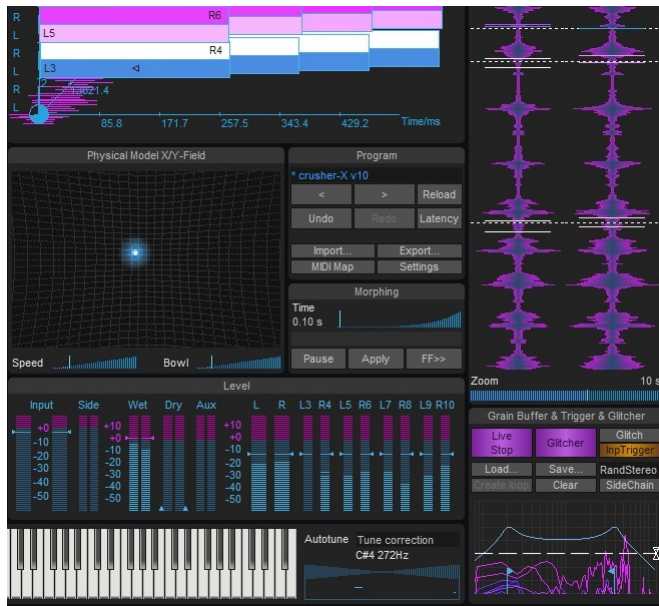 R R6
L L5
R R4
L L3
R
L 13021.4
85.8 171.7 257.5 343.4 429.2 Time/ms
Physical Model X/Y-Field
Speed Bowl
Program
* crusher-X v10
< > Reload
Undo Redo Latency
Import... Export...
MIDI Map Settings
Morphing
Time
0.10 s
Pause Apply FF>>
Zoom 10 s
Level
Input Side Wet Dry Aux L R L3 R4 L5 R6 L7 R8 L9 R10
+10 +10
+0 +0 +0
-10 -10 -10
-20 -20 -20
-30 -30 -30
-40 -40 -40
-50 -50 -50
Grain Buffer & Trigger & Glitcher
Live Stop Glitcher Glitch
InpTrigger
Load... Save... RandStereo
Create loop Clear SideChain
Autotune Tune correction
C#4 272Hz